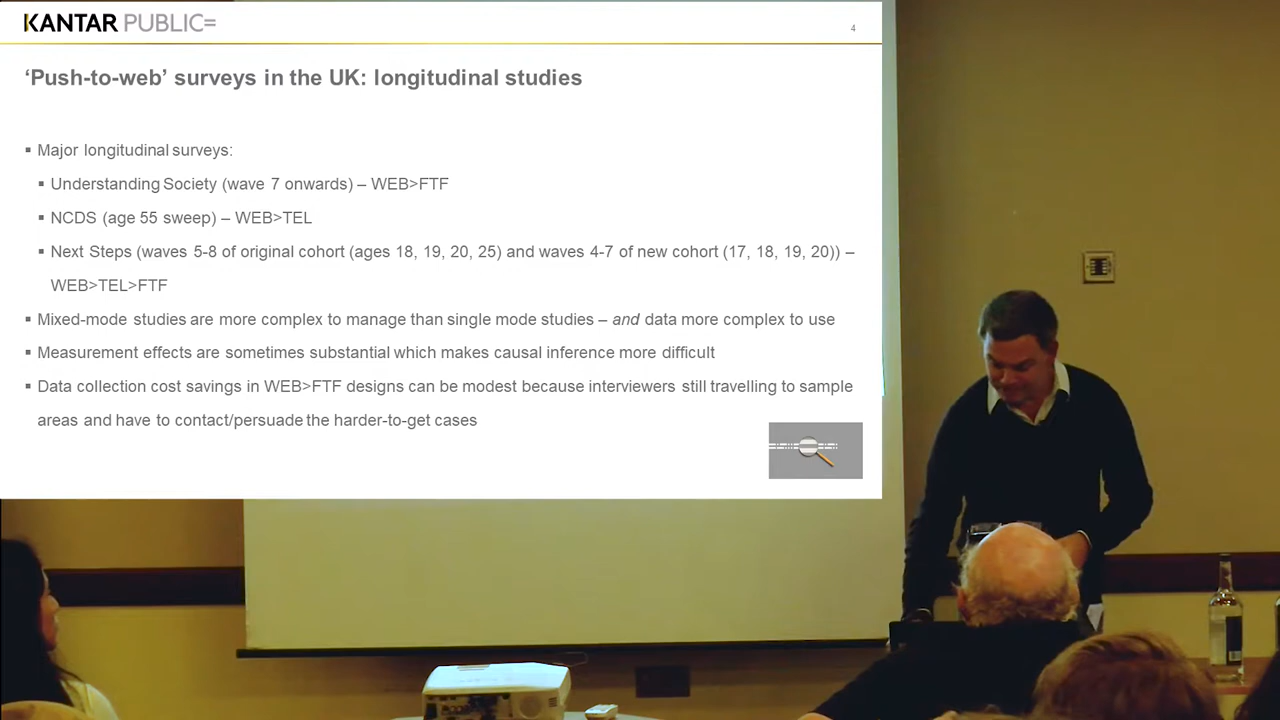 KANTAR PUBLIC=
4
‘Push-to-web’ surveys in the UK: longitudinal studies
▪ Major longitudinal surveys:
▪ Understanding Society (wave 7 onwards) – WEB>FTF
▪ NCDS (age 55 sweep) – WEB>TEL
▪ Next Steps (waves 5-8 of original cohort (ages 18, 19, 20, 25) and waves 4-7 of new cohort (17, 18, 19, 20)) –
WEB>TEL>FTF
▪ Mixed-mode studies are more complex to manage than single mode studies – and data more complex to use
▪ Measurement effects are sometimes substantial which makes causal inference more difficult
▪ Data collection cost savings in WEB>FTF designs can be modest because interviewers still travelling to sample
areas and have to contact/persuade the harder-to-get cases